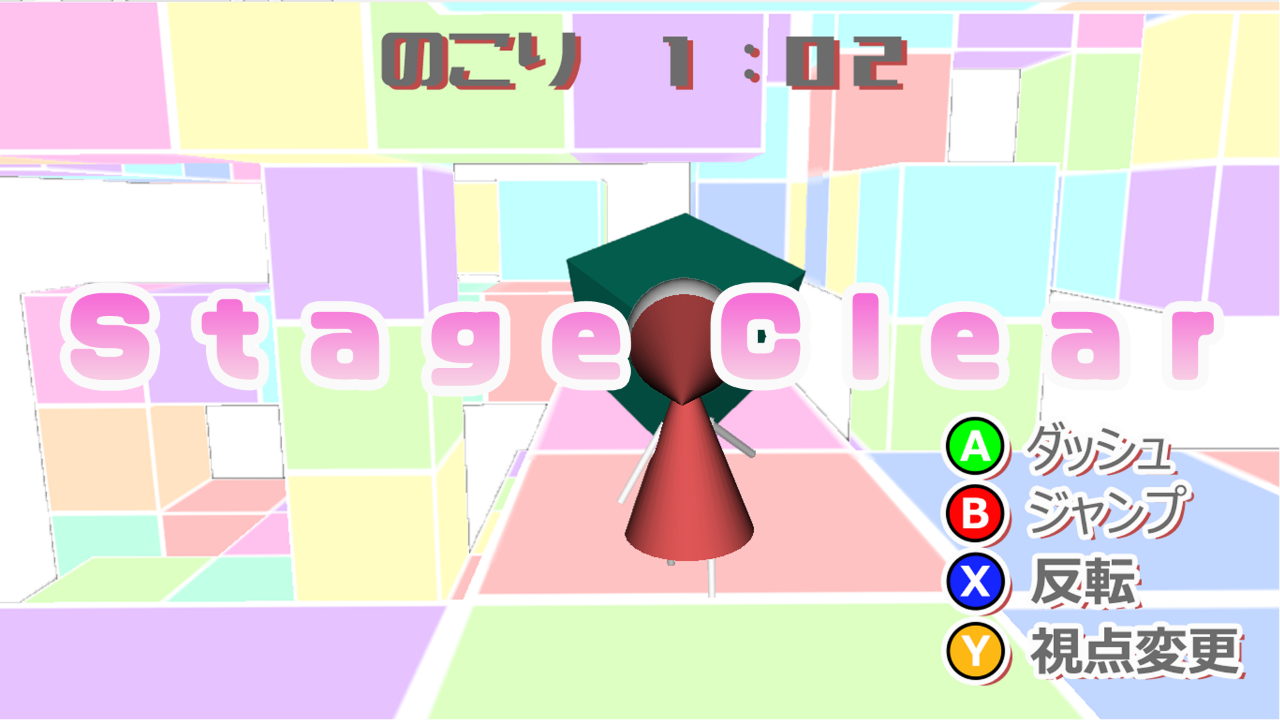 のこり 1:02
Stage Clear
A ダッシュ
B ジャンプ
X 反転
Y 視点変更